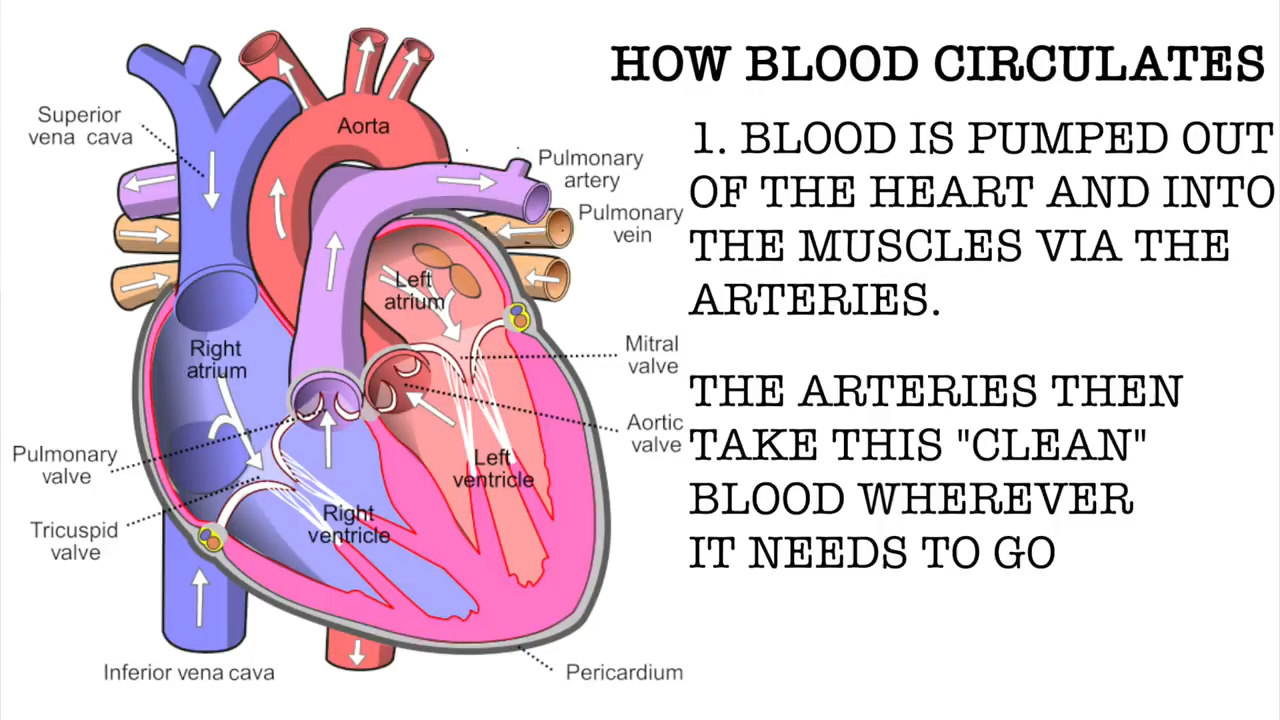 HOW BLOOD CIRCULATES
1. BLOOD IS PUMPED OUT
OF THE HEART AND INTO
THE MUSCLES VIA THE
ARTERIES.
THE ARTERIES THEN
TAKE THIS "CLEAN"
BLOOD WHEREVER
IT NEEDS TO GO
Superior
vena cava
Aorta
Pulmonary
artery
Pulmonary
vein
Left
atrium
Right
atrium
Mitral
valve
Aortic
valve
Pulmonary
valve
Left
ventricle
Tricuspid
valve
Right
ventricle
Inferior vena cava
Pericardium